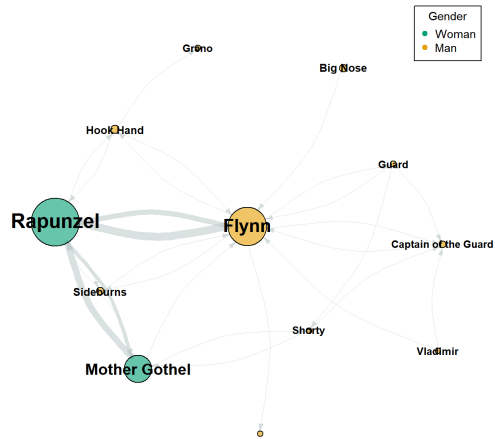 Gender
Woman
Man
Greno
Big Nose
Hook Hand
Guard
Rapunzel
Flynn
Captain of the Guard
Sideburns
Shorty
Vladimir
Mother Gothel